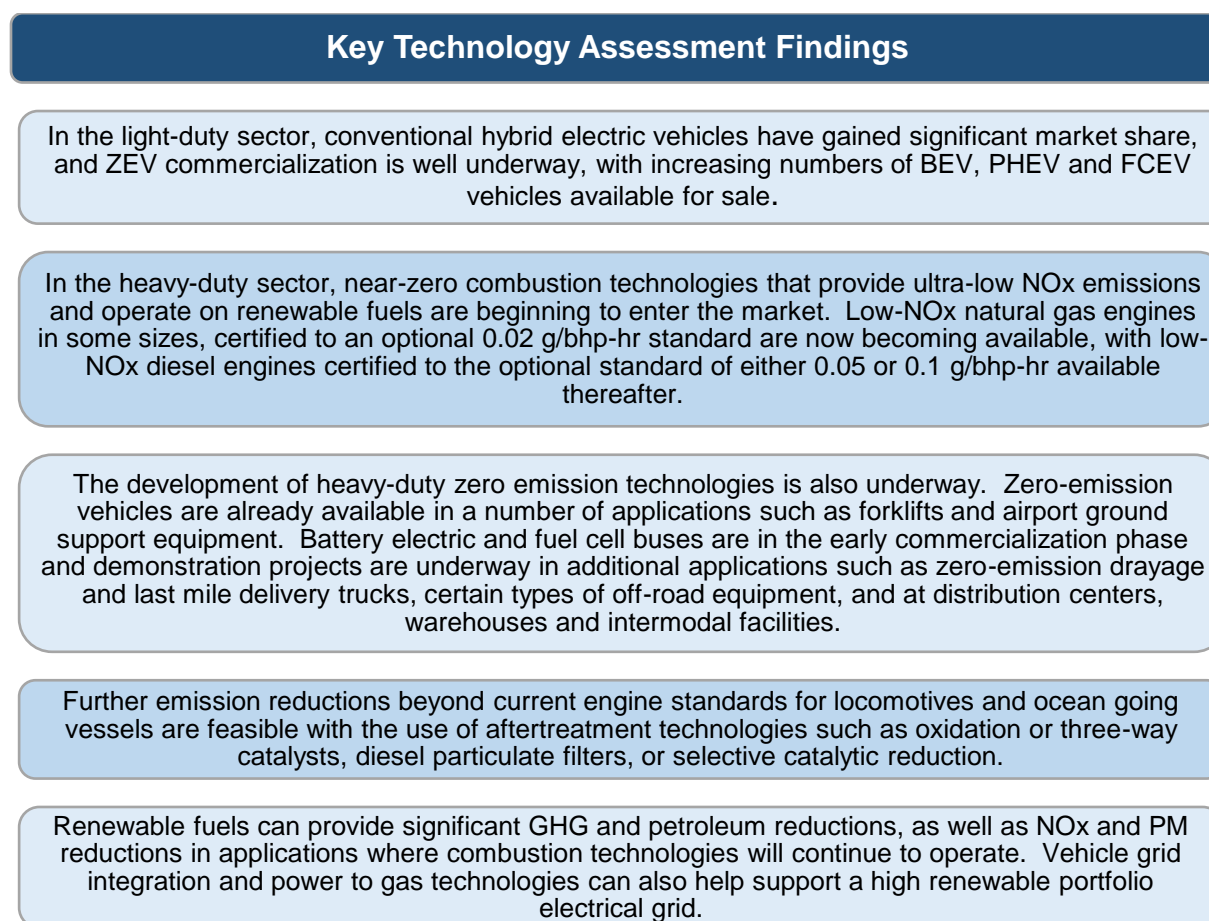 Key Technology Assessment Findings
In the light-duty sector, conventional hybrid electric vehicles have gained significant market share,
and ZEV commercialization is well underway, with increasing numbers of BEV, PHEV and FCEV
vehicles available for sale.
In the heavy-duty sector, near-zero combustion technologies that provide ultra-low NOx emissions
and operate on renewable fuels are beginning to enter the market.  Low-NOx natural gas engines
in some sizes, certified to an optional 0.02 g/bhp-hr standard are now becoming available, with low-
NOx diesel engines certified to the optional standard of either 0.05 or 0.1 g/bhp-hr available
thereafter.
The development of heavy-duty zero emission technologies is also underway.  Zero-emission
vehicles are already available in a number of applications such as forklifts and airport ground
support equipment.  Battery electric and fuel cell buses are in the early commercialization phase
and demonstration projects are underway in additional applications such as zero-emission drayage
and last mile delivery trucks, certain types of off-road equipment, and at distribution centers,
warehouses and intermodal facilities.
Further emission reductions beyond current engine standards for locomotives and ocean going
vessels are feasible with the use of aftertreatment technologies such as oxidation or three-way
catalysts, diesel particulate filters, or selective catalytic reduction.
Renewable fuels can provide significant GHG and petroleum reductions, as well as NOx and PM
reductions in applications where combustion technologies will continue to operate.  Vehicle grid
integration and power to gas technologies can also help support a high renewable portfolio
electrical grid.